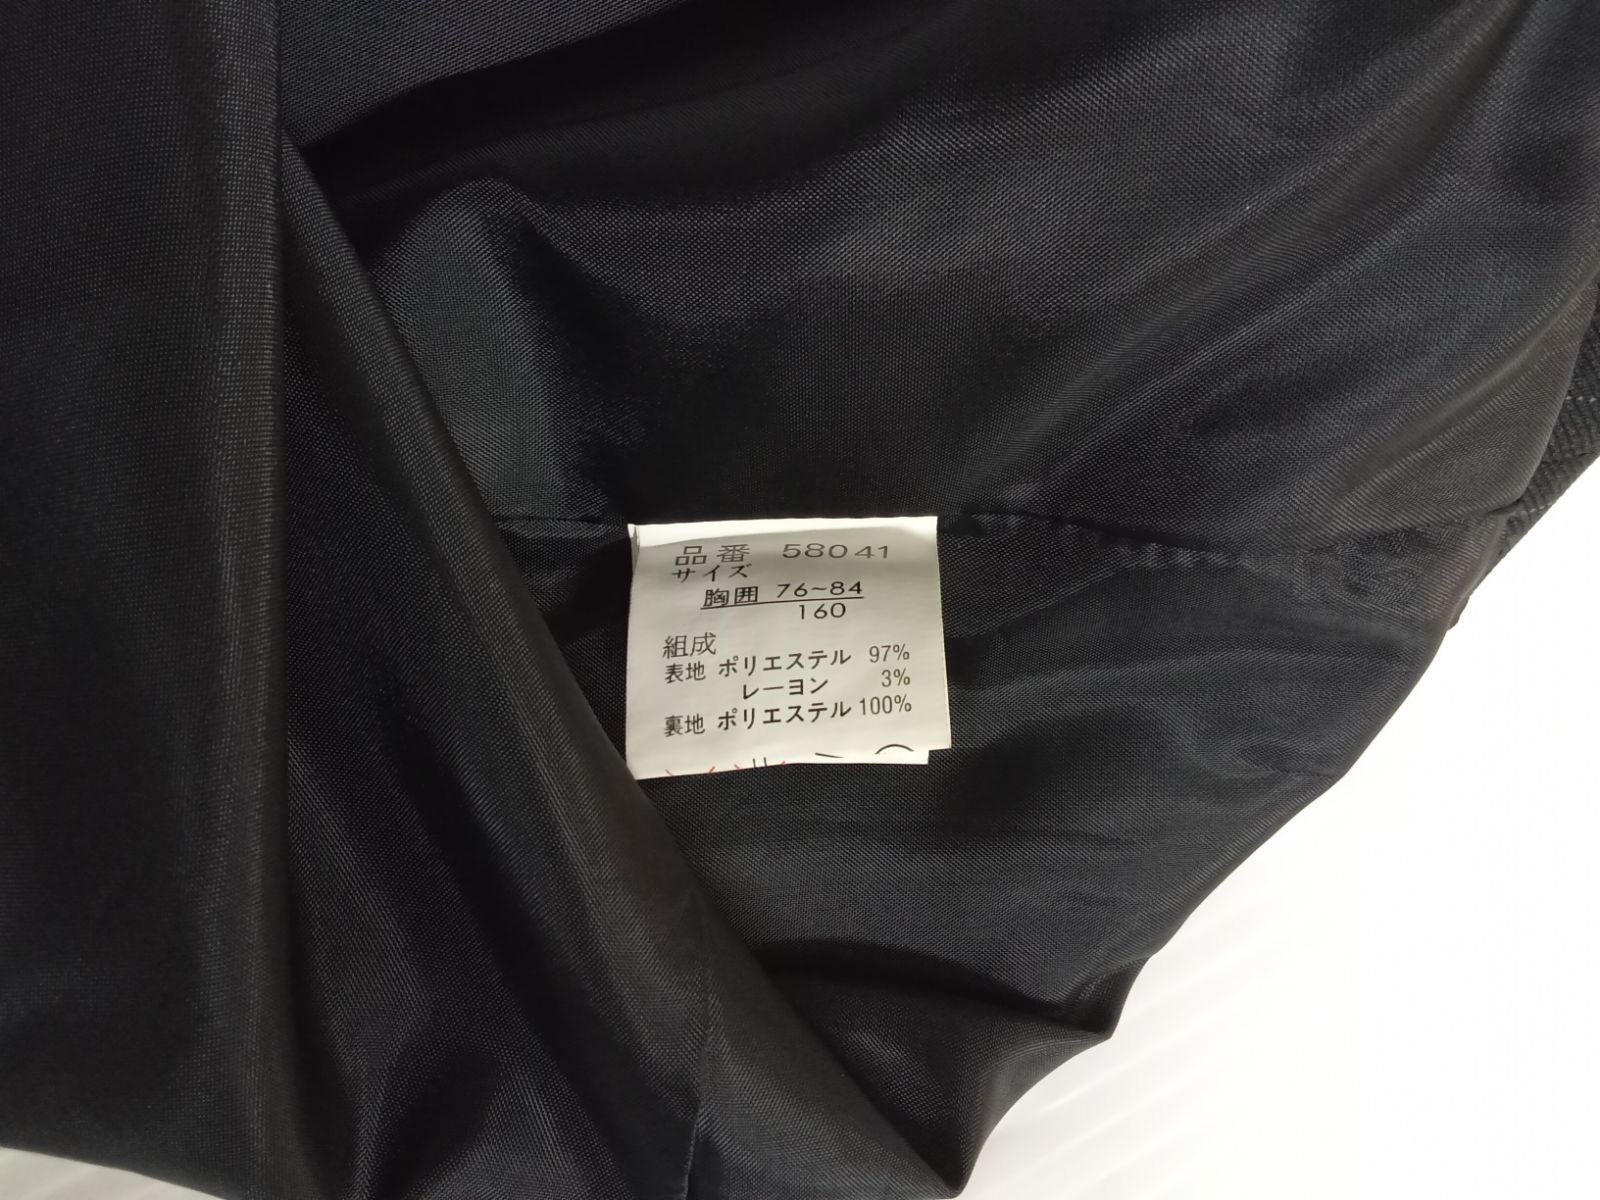 品番 58041
サイズ
胸囲 76~84
160
組成
表地 ポリエステル 97%
レーヨン 3%
裏地 ポリエステル 100%